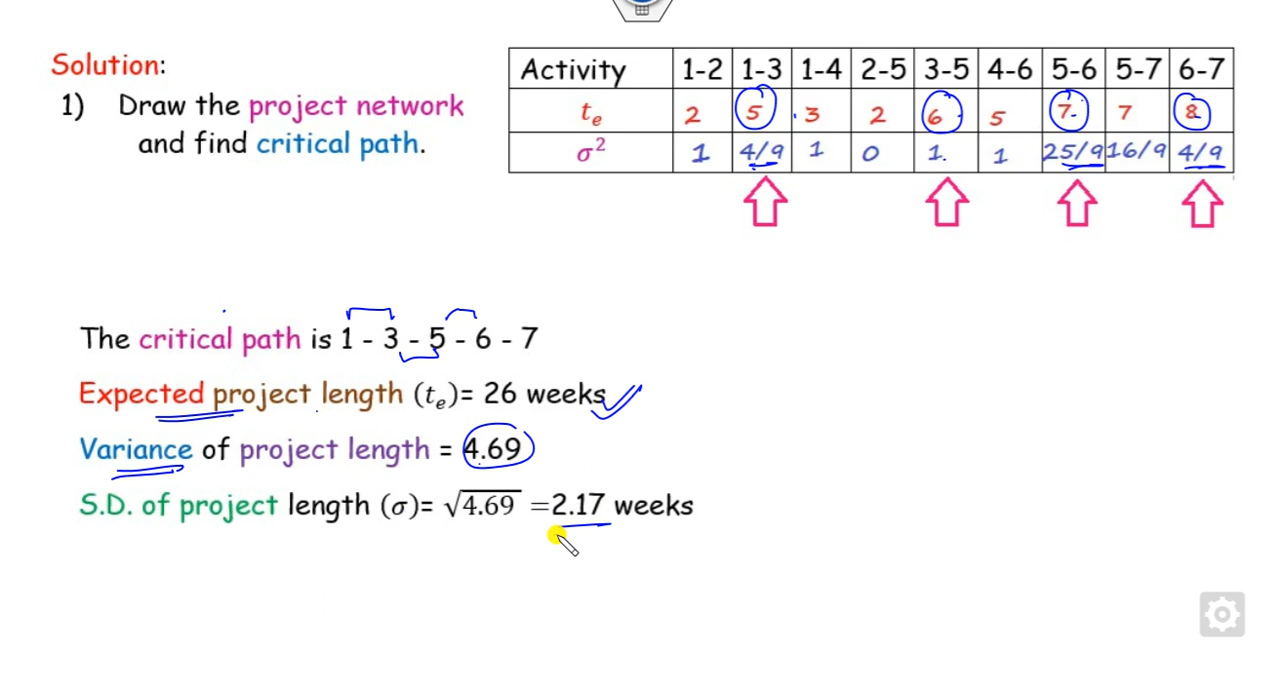 Solution:
1) Draw the project network
and find critical path.
Activity 1-2 1-3 1-4 2-5 3-5 4-6 5-6 5-7 6-7
tₑ 2 5 3 2 6 5 7 7 8
σ² 1 4/9 1 0 1 1 25/9 16/9 4/9
The critical path is 1 - 3 - 5 - 6 - 7
Expected project length (tₑ)= 26 weeks
Variance of project length = 4.69
S.D. of project length (σ)= √4.69 =2.17 weeks